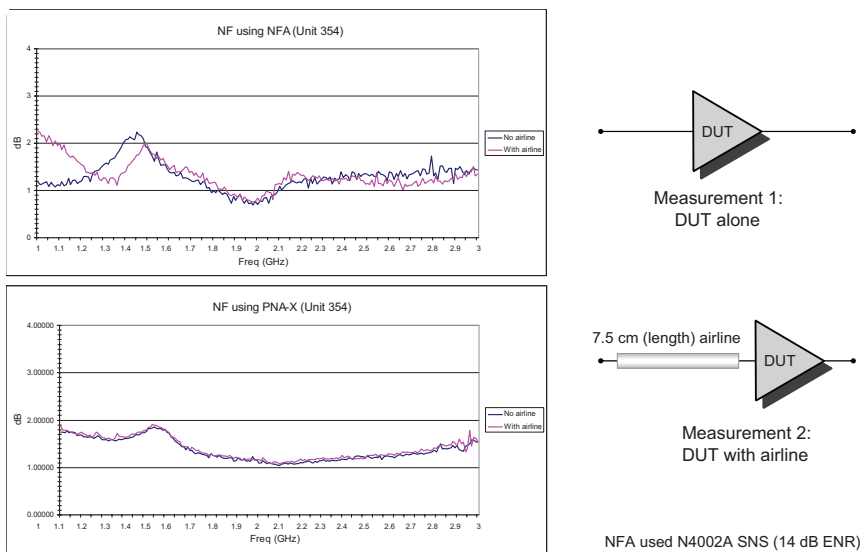 NF using NFA (Unit 354)
4
3
2
1
0
dB
1 1.1 1.2 1.3 1.4 1.5 1.6 1.7 1.8 1.9 2 2.1 2.2 2.3 2.4 2.5 2.6 2.7 2.8 2.9 3
Freq (GHz)
No airline
With airline
DUT
Measurement 1:
DUT alone
NF using PNA-X (Unit 354)
4.00000
3.00000
2.00000
1.00000
0.00000
dB
1 1.1 1.2 1.3 1.4 1.5 1.6 1.7 1.8 1.9 2 2.1 2.2 2.3 2.4 2.5 2.6 2.7 2.8 2.9 3
Freq (GHz)
No airline
With airline
7.5 cm (length) airline
DUT
Measurement 2:
DUT with airline
NFA used N4002A SNS (14 dB ENR)